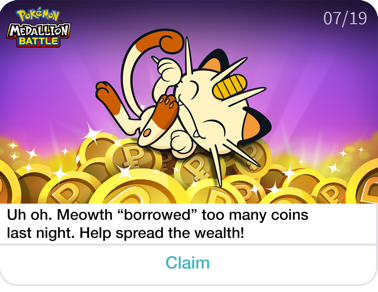 Pokémon
MEDALLION
BATTLE
07/19
Uh oh. Meowth “borrowed” too many coins
last night. Help spread the wealth!
Claim